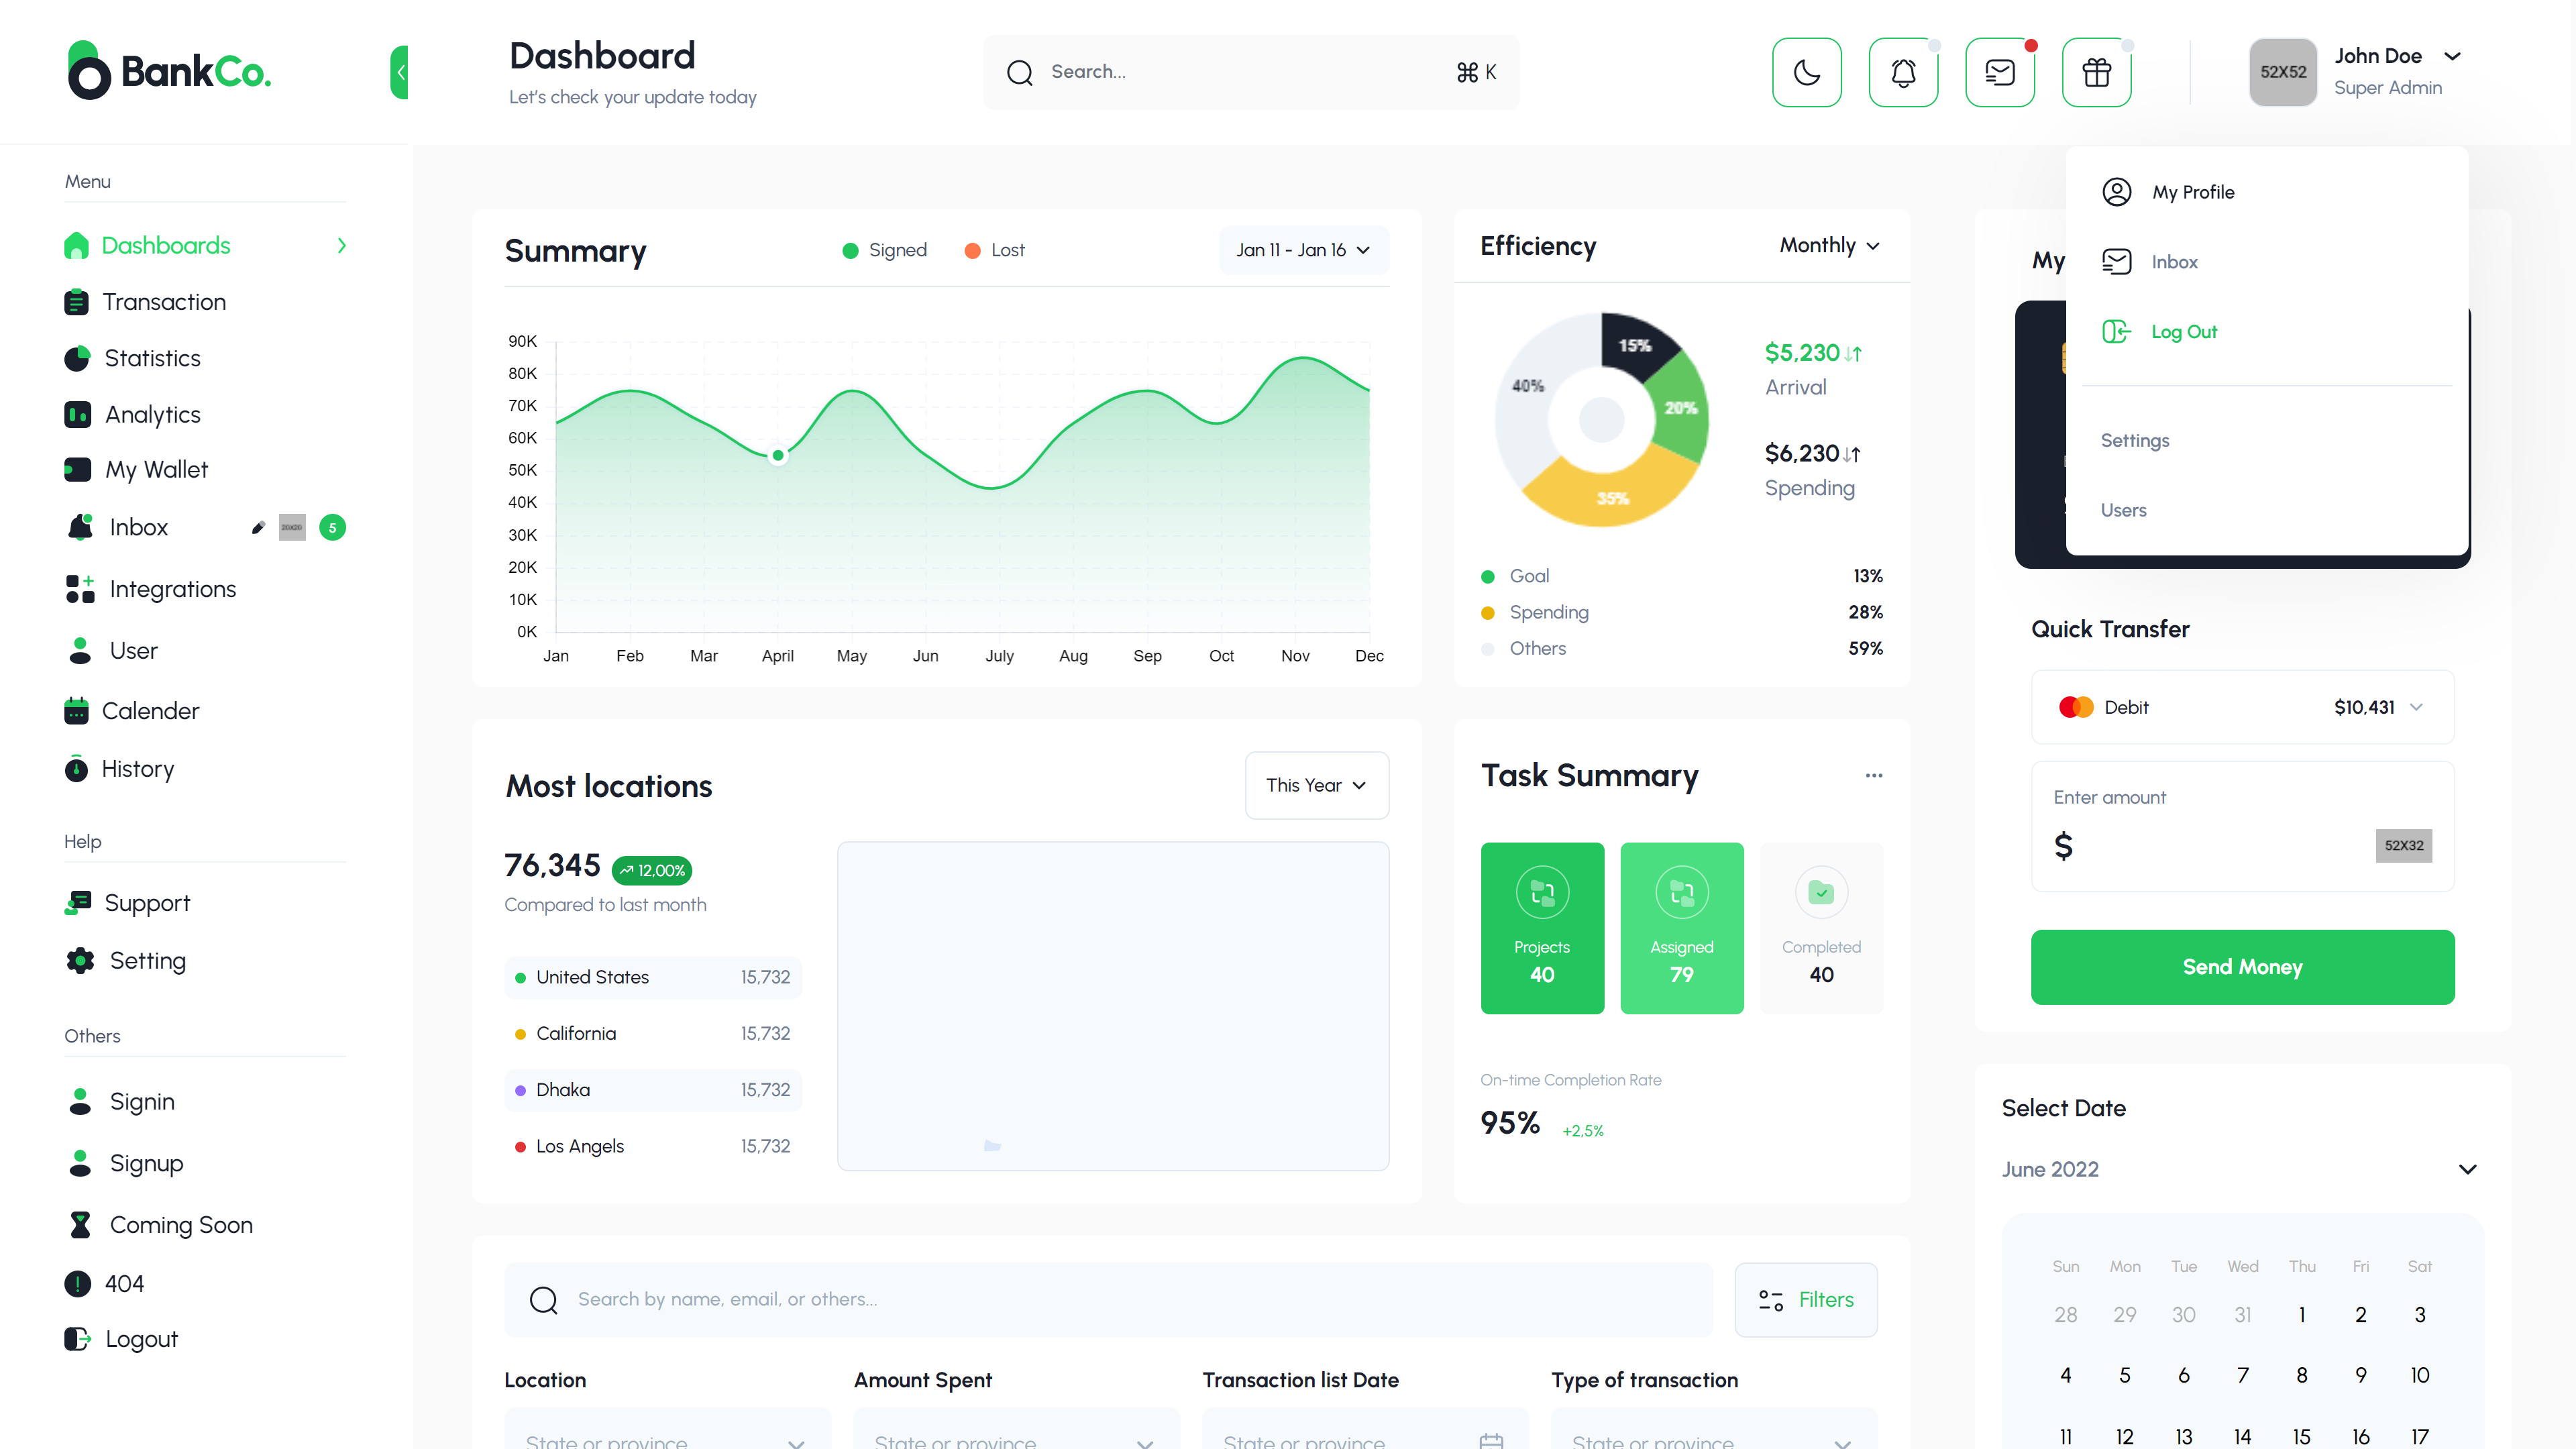 BankCo.
Dashboard
Let's check your update today
Search...
⌘ K
52X52
John Doe
Super Admin
Menu
Dashboards
Transaction
Statistics
Analytics
My Wallet
Inbox
20X20
5
Integrations
User
Calender
History
Help
Support
Setting
Others
Signin
Signup
Coming Soon
404
Logout
Summary
Signed
Lost
Jan 11 - Jan 16
90K
80K
70K
60K
50K
40K
30K
20K
10K
0K
Jan Feb Mar April May Jun July Aug Sep Oct Nov Dec
Efficiency
Monthly
15%
20%
35%
40%
$5,230
Arrival
$6,230
Spending
Goal 13%
Spending 28%
Others 59%
My
My Profile
Inbox
Log Out
Settings
Users
Quick Transfer
Debit $10,431
Enter amount
$
52X32
Send Money
Most locations
This Year
76,345
12,00%
Compared to last month
United States 15,732
California 15,732
Dhaka 15,732
Los Angels 15,732
Task Summary
...
Projects
40
Assigned
79
Completed
40
On-time Completion Rate
95%
+2,5%
Select Date
June 2022
Sun Mon Tue Wed Thu Fri Sat
28 29 30 31 1 2 3
4 5 6 7 8 9 10
11 12 13 14 15 16 17
Search by name, email, or others...
Filters
Location
Amount Spent
Transaction list Date
Type of transaction
State or province
State or province
State or province
State or province